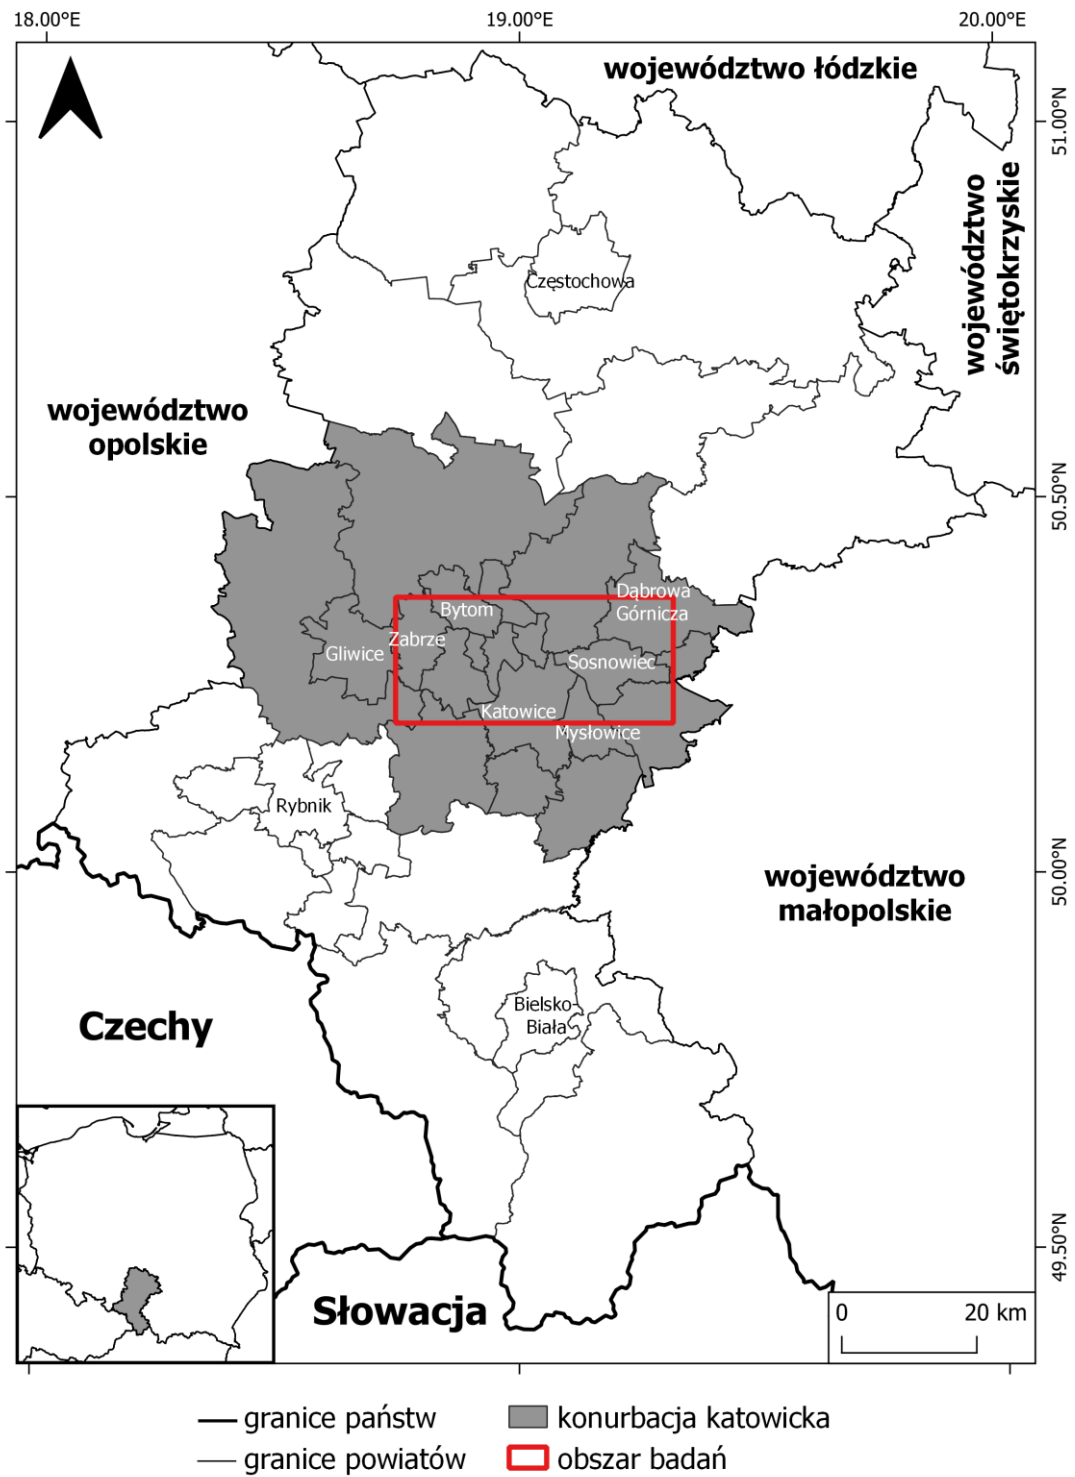 18.00°E
19.00°E
20.00°E
województwo łódzkie
51.00°N
województwo
świętokrzyskie
Częstochowa
województwo
opolskie
50.50°N
Dąbrowa
Górnicza
Bytom
Zabrze
Gliwice
Sosnowiec
Katowice
Mysłowice
Rybnik
50.00°N
województwo
małopolskie
Bielsko-
Biała
Czechy
49.50°N
Słowacja
0
20 km
granice państw
konurbacja katowicka
granice powiatów
obszar badań